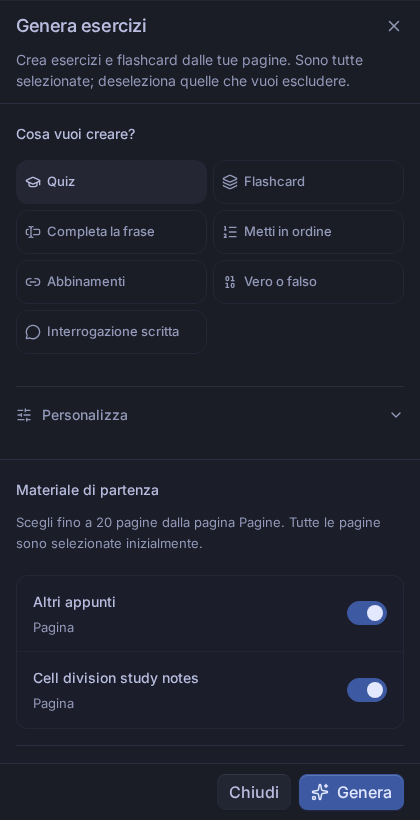 Genera esercizi
Crea esercizi e flashcard dalle tue pagine. Sono tutte
selezionate; deseleziona quelle che vuoi escludere.
Cosa vuoi creare?
Quiz
Flashcard
Completa la frase
Metti in ordine
Abbinamenti
Vero o falso
Interrogazione scritta
Personalizza
Materiale di partenza
Scegli fino a 20 pagine dalla pagina Pagine. Tutte le pagine
sono selezionate inizialmente.
Altri appunti
Pagina
Cell division study notes
Pagina
Chiudi
Genera